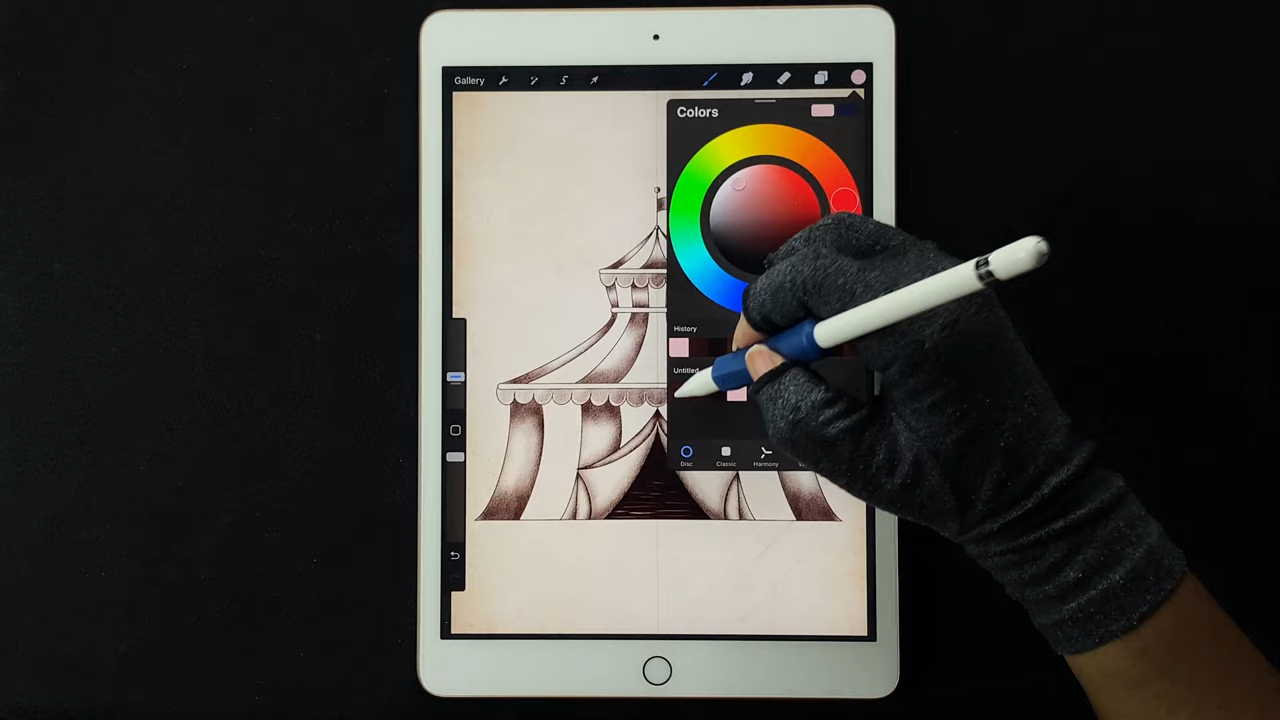 Gallery
Colors
History
Untitled
Disc
Classic
Harmony